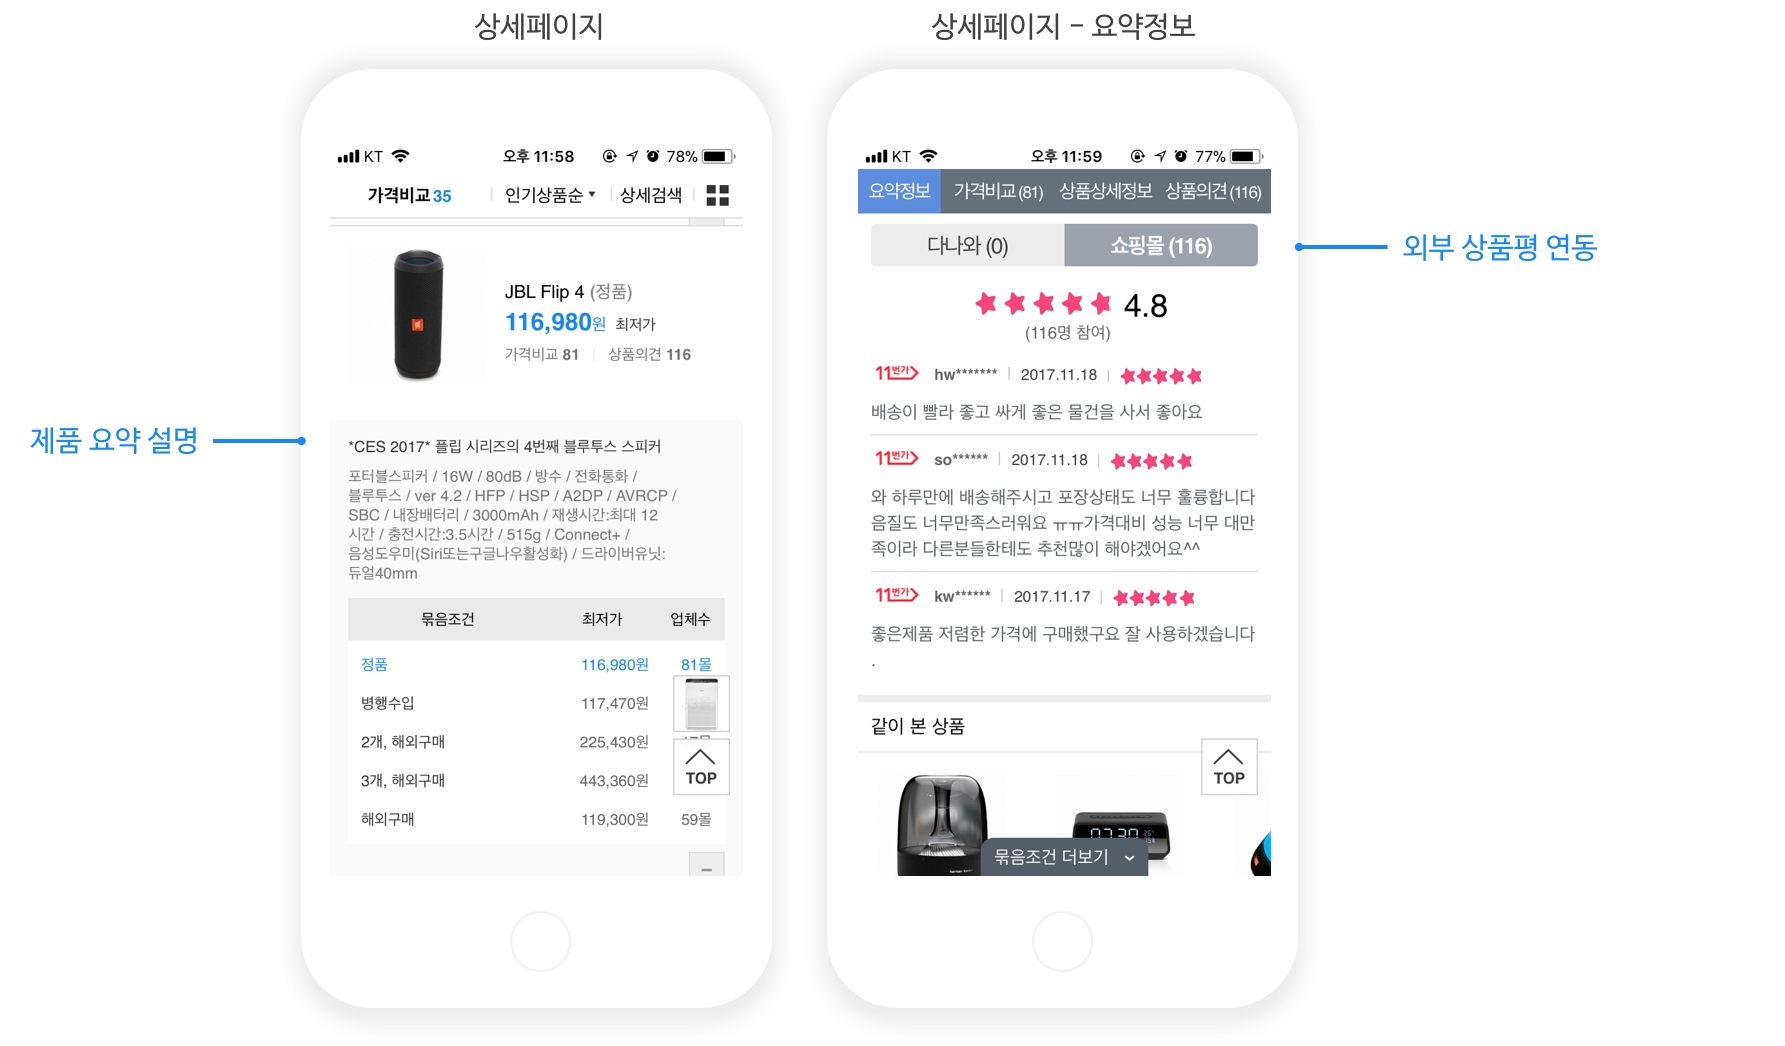 상세페이지
상세페이지 - 요약정보
KT 오후 11:58 78%
가격비교 35 인기상품순 상세검색
JBL Flip 4 (정품)
116,980원 최저가
가격비교 81 상품의견 116
제품 요약 설명
*CES 2017* 플립 시리즈의 4번째 블루투스 스피커
포터블스피커 / 16W / 80dB / 방수 / 전화통화 /
블루투스 / ver 4.2 / HFP / HSP / A2DP / AVRCP /
SBC / 내장배터리 / 3000mAh / 재생시간:최대 12
시간 / 충전시간:3.5시간 / 515g / Connect+ /
음성도우미(Siri또는구글나우활성화) / 드라이버유닛:
듀얼40mm
묶음조건 최저가 업체수
정품 116,980원 81몰
병행수입 117,470원
2개, 해외구매 225,430원
3개, 해외구매 443,360원
해외구매 119,300원 59몰
TOP
KT 오후 11:59 77%
요약정보 가격비교 (81) 상품상세정보 상품의견 (116)
다나와 (0) 쇼핑몰 (116)
외부 상품평 연동
4.8
(116명 참여)
11번가 hw******* 2017.11.18
배송이 빨라 좋고 싸게 좋은 물건을 사서 좋아요
11번가 so****** 2017.11.18
와 하루만에 배송해주시고 포장상태도 너무 훌륭합니다
음질도 너무만족스러워요 ㅠㅠ가격대비 성능 너무 대만
족이라 다른분들한테도 추천많이 해야겠어요^^
11번가 kw****** 2017.11.17
좋은제품 저렴한 가격에 구매했구요 잘 사용하겠습니다
.
같이 본 상품
TOP
07:30
묶음조건 더보기